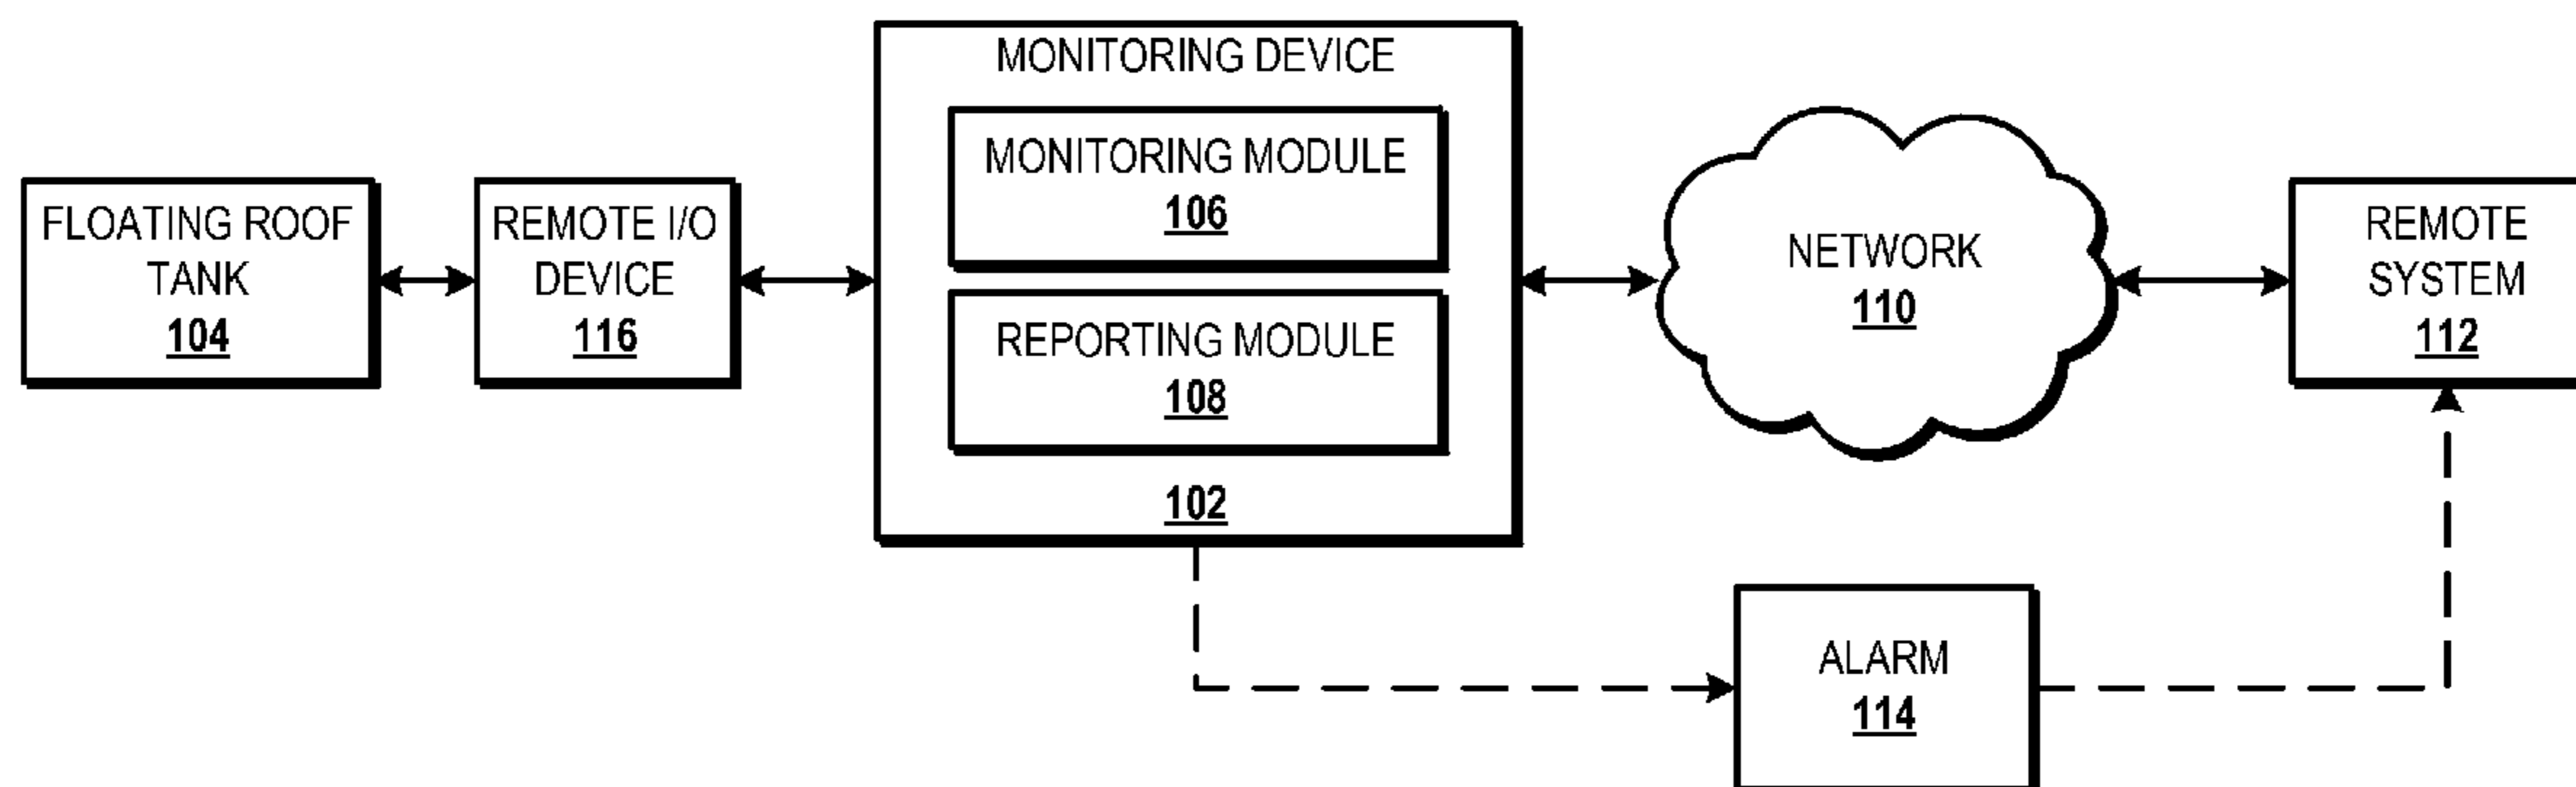 MONITORING DEVICE
MONITORING MODULE
106
REPORTING MODULE
108
102
FLOATING ROOF
TANK
104
REMOTE I/O
DEVICE
116
NETWORK
110
REMOTE
SYSTEM
112
ALARM
114